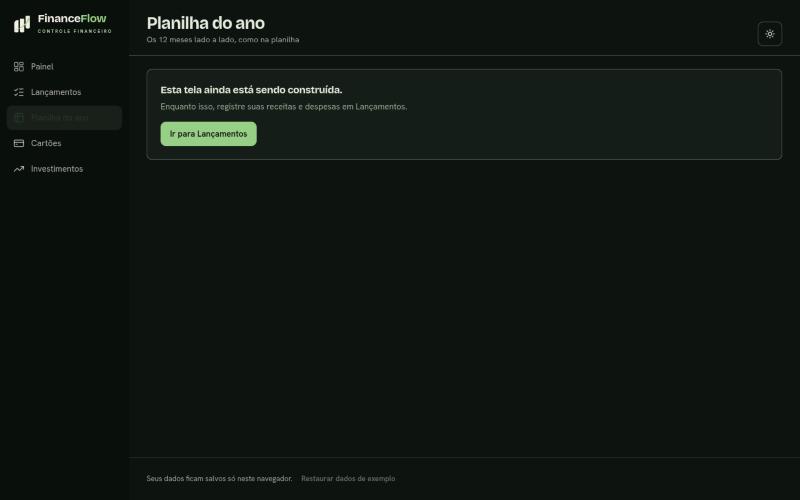 FinanceFlow
CONTROLE FINANCEIRO
Painel
Lançamentos
Planilha do ano
Cartões
Investimentos
Planilha do ano
Os 12 meses lado a lado, como na planilha
Esta tela ainda está sendo construída.
Enquanto isso, registre suas receitas e despesas em Lançamentos.
Ir para Lançamentos
Seus dados ficam salvos só neste navegador. Restaurar dados de exemplo